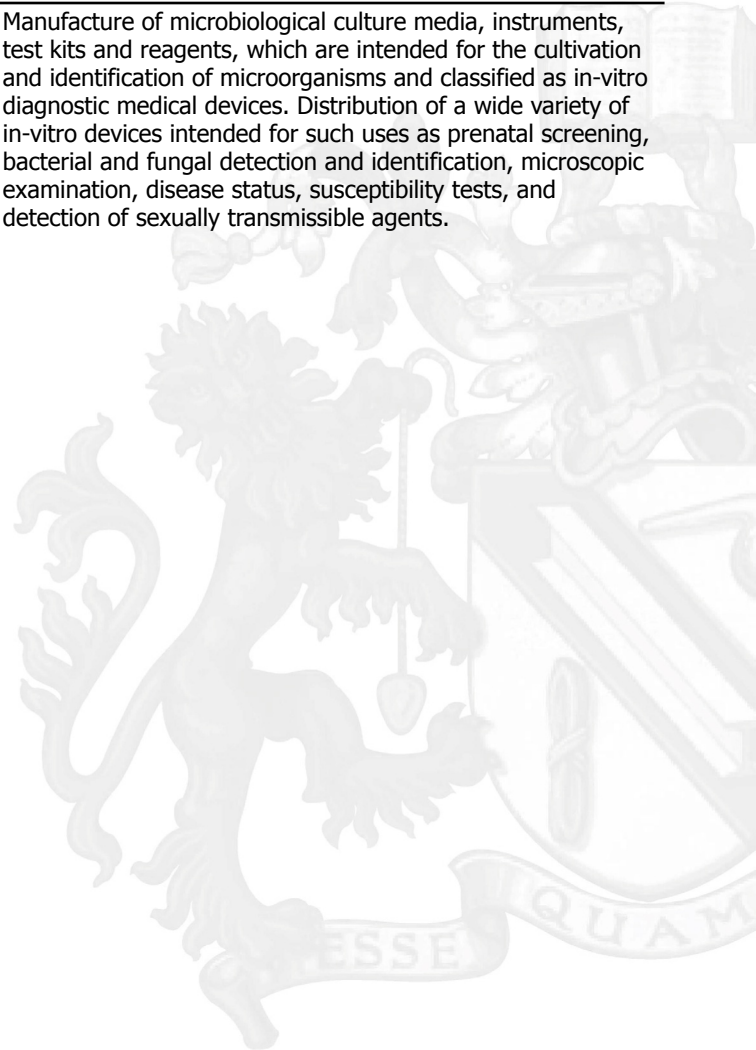 Manufacture of microbiological culture media, instruments,
test kits and reagents, which are intended for the cultivation
and identification of microorganisms and classified as in-vitro
diagnostic medical devices. Distribution of a wide variety of
in-vitro devices intended for such uses as prenatal screening,
bacterial and fungal detection and identification, microscopic
examination, disease status, susceptibility tests, and
detection of sexually transmissible agents.
ESSE QUAM